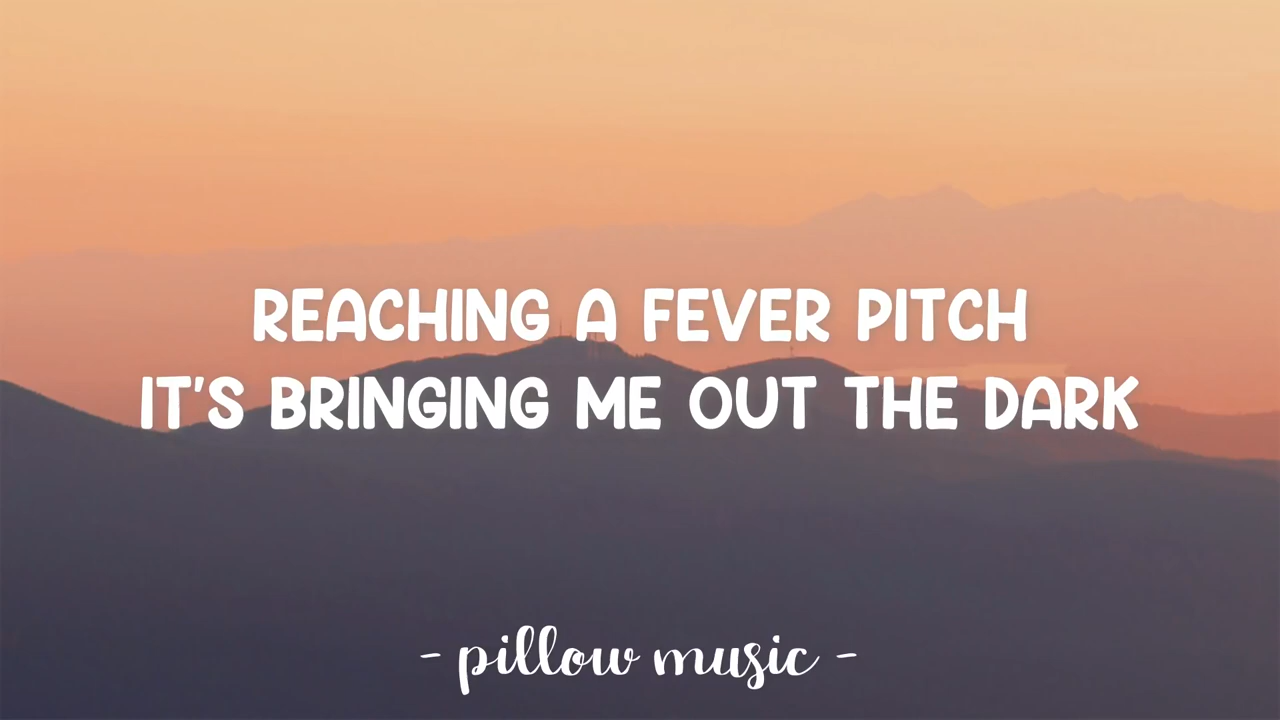 REACHING A FEVER PITCH
IT'S BRINGING ME OUT THE DARK
- pillow music -